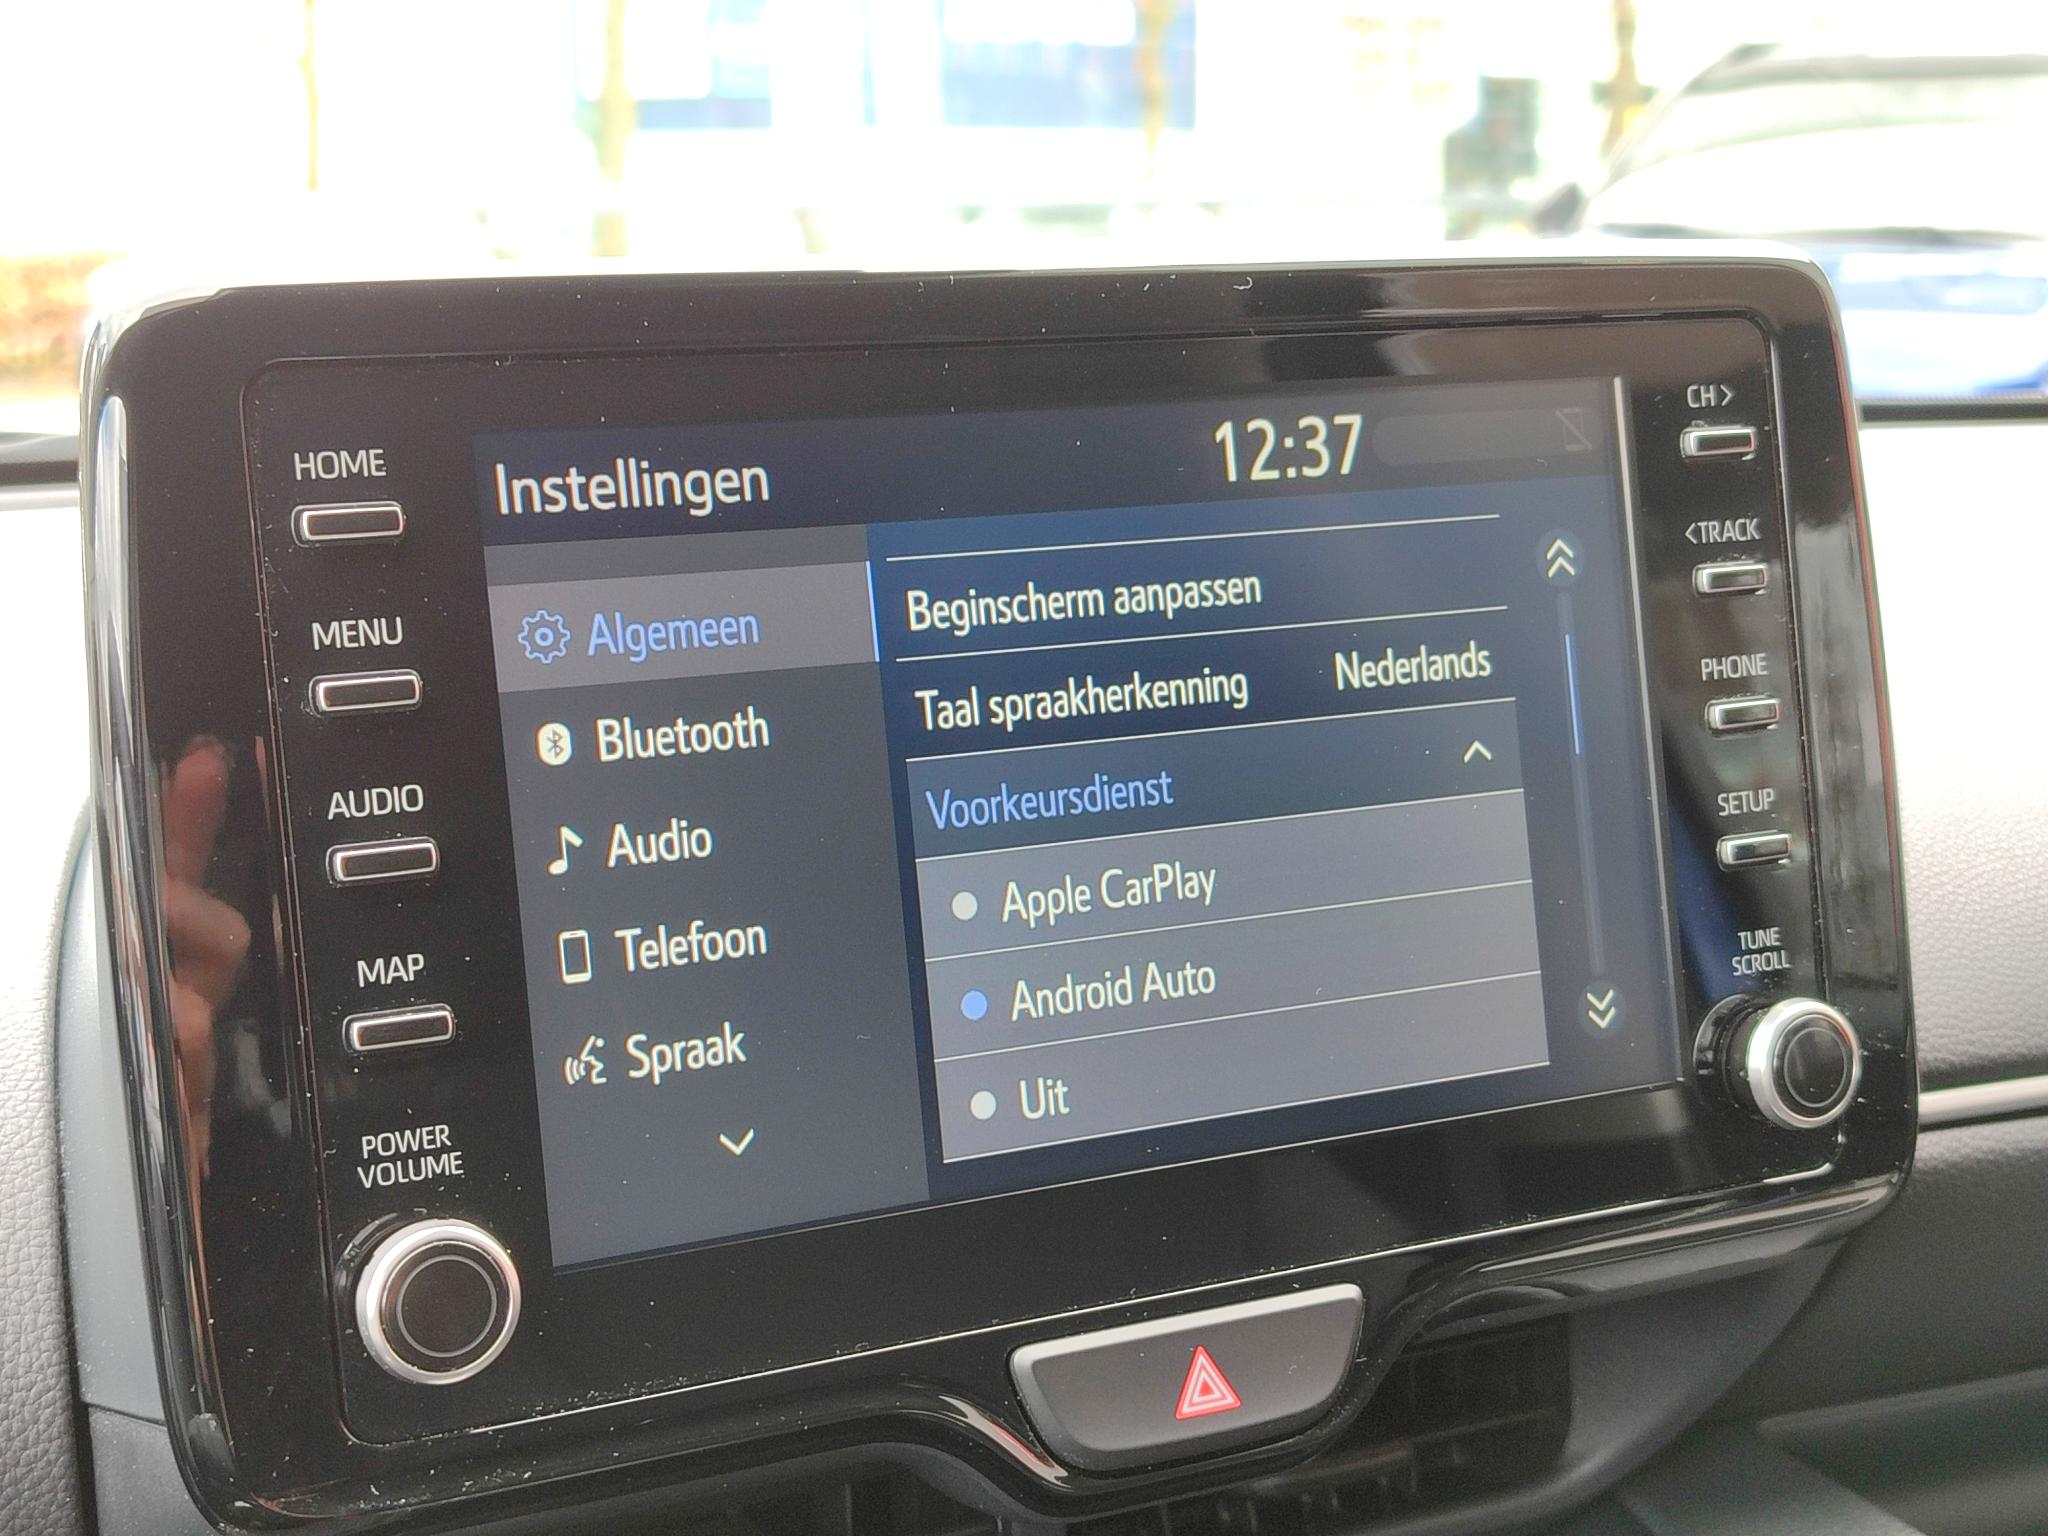 HOME
MENU
AUDIO
MAP
POWER
VOLUME
Instellingen
12:37
Algemeen
Bluetooth
Audio
Telefoon
Spraak
Beginscherm aanpassen
Taal spraakherkenning Nederlands
Voorkeursdienst
Apple CarPlay
Android Auto
Uit
CH>
<TRACK
PHONE
SETUP
TUNE
SCROLL